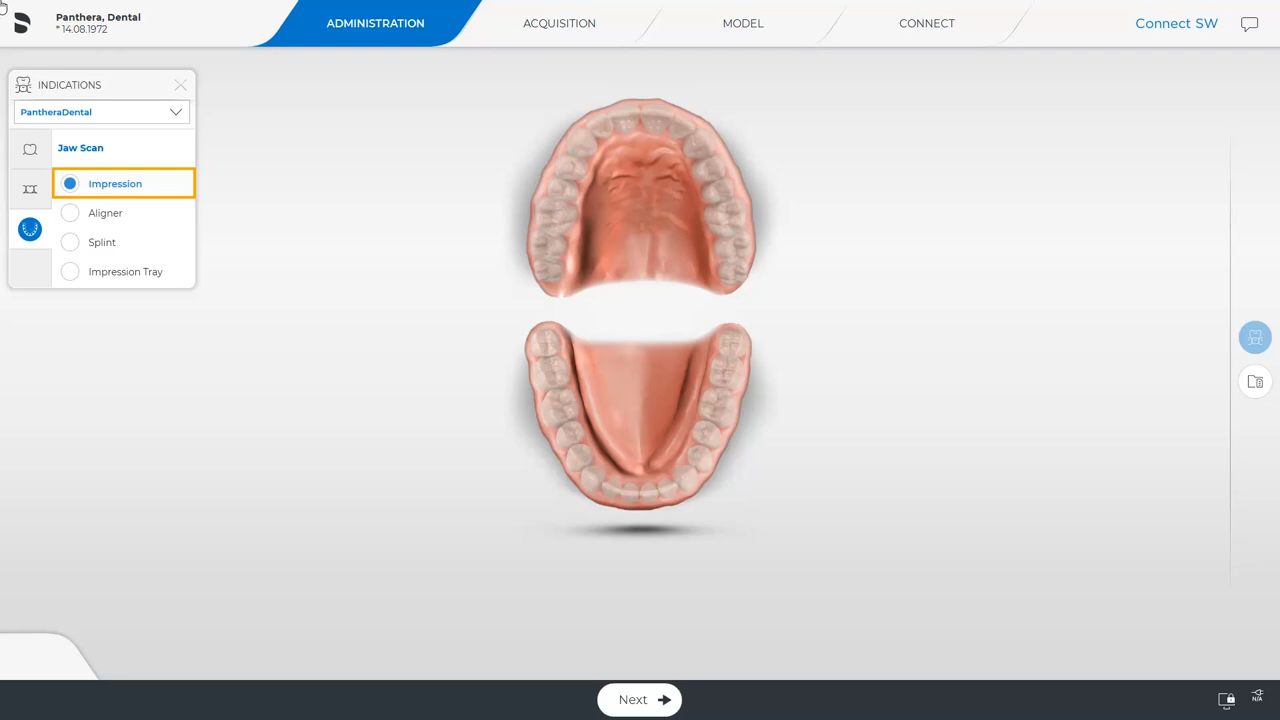 Panthera, Dental
* 14.08.1972
ADMINISTRATION
ACQUISITION
MODEL
CONNECT
Connect SW
INDICATIONS
PantheraDental
Jaw Scan
Impression
Aligner
Splint
Impression Tray
Next
N/A